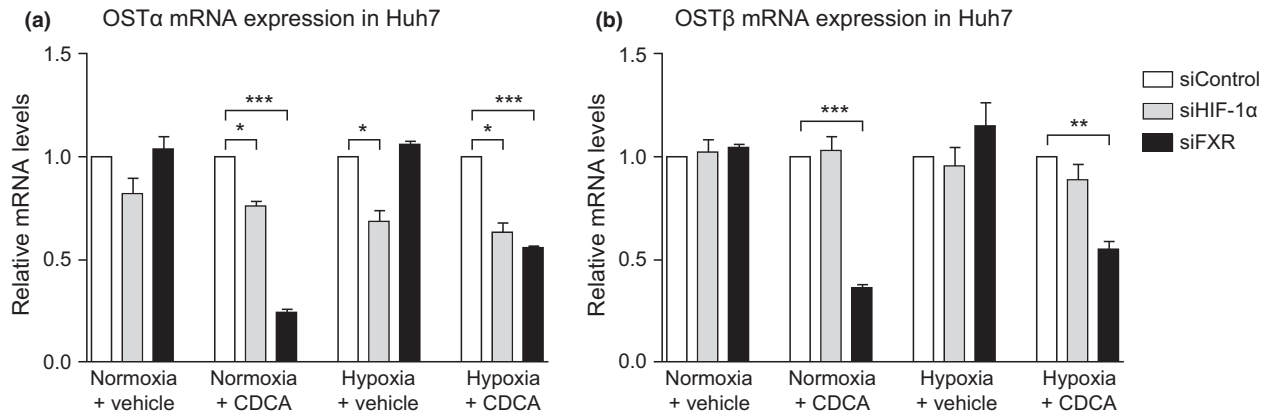 (a) OSTα mRNA expression in Huh7
Relative mRNA levels
1.5
1.0
0.5
0.0
*** 
*
*
***
*
Normoxia + vehicle
Normoxia + CDCA
Hypoxia + vehicle
Hypoxia + CDCA
(b) OSTβ mRNA expression in Huh7
Relative mRNA levels
1.5
1.0
0.5
0.0
***
**
Normoxia + vehicle
Normoxia + CDCA
Hypoxia + vehicle
Hypoxia + CDCA
siControl
siHIF-1α
siFXR